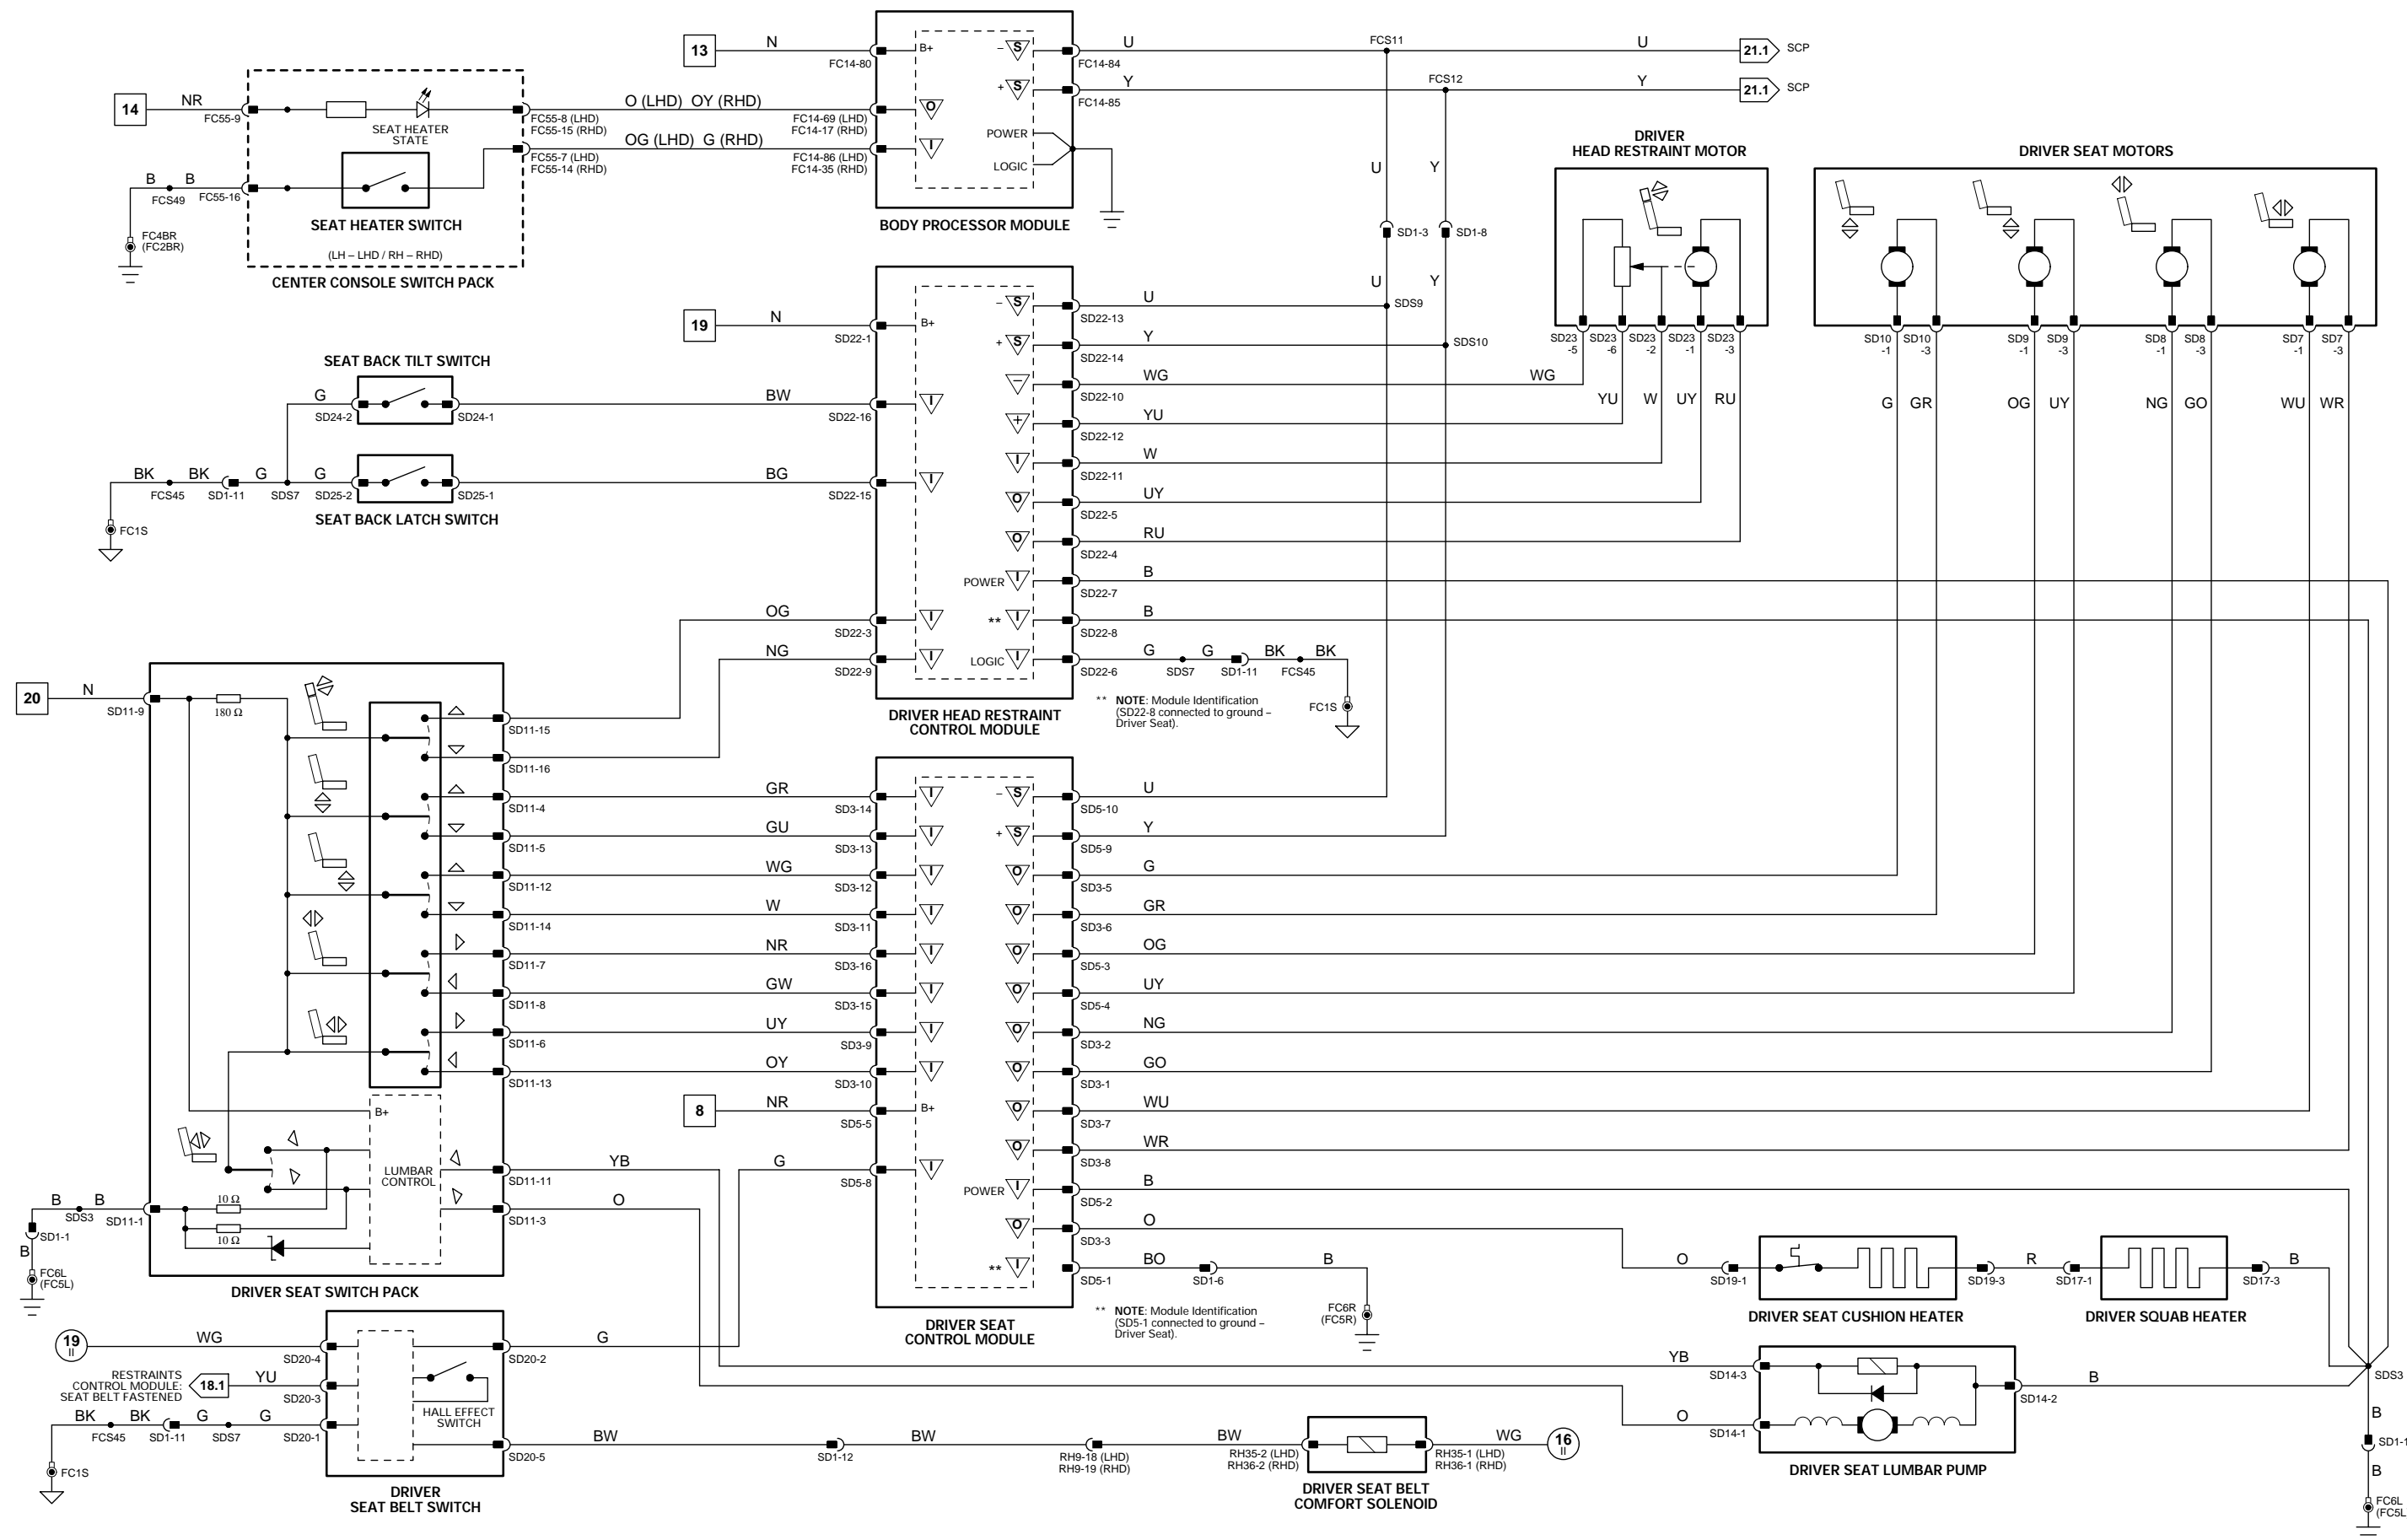 13
N
FC14-80
B+
– S
U
FC14-84
FCS11
U
21.1
SCP
+ S
Y
FC14-85
FCS12
Y
21.1
SCP
14
NR
FC55-9
SEAT HEATER
STATE
FC55-8 (LHD)
FC55-15 (RHD)
O (LHD) OY (RHD)
FC14-69 (LHD)
FC14-17 (RHD)
O
FC55-7 (LHD)
FC55-14 (RHD)
OG (LHD) G (RHD)
FC14-86 (LHD)
FC14-35 (RHD)
I
POWER
LOGIC
BODY PROCESSOR MODULE
B
B
FCS49
FC55-16
FC4BR
(FC2BR)
SEAT HEATER SWITCH
(LH – LHD / RH – RHD)
CENTER CONSOLE SWITCH PACK
U
Y
SD1-3
SD1-8
U
Y
SDS9
SDS10
DRIVER
HEAD RESTRAINT MOTOR
SD23
-5
SD23
-6
SD23
-2
SD23
-1
SD23
-3
WG
YU
W
UY
RU
DRIVER SEAT MOTORS
SD10
-1
SD10
-3
SD9
-1
SD9
-3
SD8
-1
SD8
-3
SD7
-1
SD7
-3
G
GR
OG
UY
NG
GO
WU
WR
19
N
SD22-1
B+
– S
U
SD22-13
+ S
Y
SD22-14
–
WG
SD22-10
+
YU
SD22-12
I
W
SD22-11
O
UY
SD22-5
O
RU
SD22-4
POWER I
B
SD22-7
** I
B
SD22-8
LOGIC I
G
SD22-6
SDS7
G
SD1-11
BK
FCS45
BK
FC1S
SEAT BACK TILT SWITCH
G
SD24-2
SD24-1
BW
SD22-16
I
BK
FCS45
BK
SD1-11
G
SDS7
G
SD25-2
SD25-1
BG
SD22-15
I
SEAT BACK LATCH SWITCH
FC1S
OG
SD22-3
I
NG
SD22-9
I
DRIVER HEAD RESTRAINT
CONTROL MODULE
** NOTE: Module Identification
(SD22-8 connected to ground –
Driver Seat).
20
N
SD11-9
180 Ω
SD11-15
SD11-16
SD11-4
GR
SD3-14
I
SD11-5
GU
SD3-13
I
SD11-12
WG
SD3-12
I
SD11-14
W
SD3-11
I
SD11-7
NR
SD3-16
I
SD11-8
GW
SD3-15
I
SD11-6
UY
SD3-9
I
SD11-13
OY
SD3-10
I
8
NR
SD5-5
B+
G
SD5-8
I
B+
LUMBAR
CONTROL
SD11-11
YB
SD11-3
O
B
SDS3
B
SD11-1
10 Ω
10 Ω
SD1-1
B
FC6L
(FC5L)
DRIVER SEAT SWITCH PACK
– S
U
SD5-10
+ S
Y
SD5-9
O
G
SD3-5
O
GR
SD3-6
O
OG
SD5-3
O
UY
SD5-4
O
NG
SD3-2
O
GO
SD3-1
O
WU
SD3-7
O
WR
SD3-8
POWER I
B
SD5-2
O
O
SD3-3
** I
BO
SD5-1
SD1-6
B
FC6R
(FC5R)
DRIVER SEAT
CONTROL MODULE
** NOTE: Module Identification
(SD5-1 connected to ground –
Driver Seat).
O
SD19-1
SD19-3
R
SD17-1
SD17-3
B
DRIVER SEAT CUSHION HEATER
DRIVER SQUAB HEATER
19
II
WG
SD20-4
SD20-2
G
RESTRAINTS
CONTROL MODULE:
SEAT BELT FASTENED
18.1
YU
SD20-3
HALL EFFECT
SWITCH
BK
FCS45
BK
SD1-11
G
SDS7
G
SD20-1
SD20-5
BW
SD1-12
BW
RH9-18 (LHD)
RH9-19 (RHD)
BW
RH35-2 (LHD)
RH36-2 (RHD)
RH35-1 (LHD)
RH36-1 (RHD)
WG
16
II
FC1S
DRIVER
SEAT BELT SWITCH
DRIVER SEAT BELT
COMFORT SOLENOID
YB
SD14-3
O
SD14-1
SD14-2
B
DRIVER SEAT LUMBAR PUMP
SDS3
B
SD1-1
B
FC6L
(FC5L